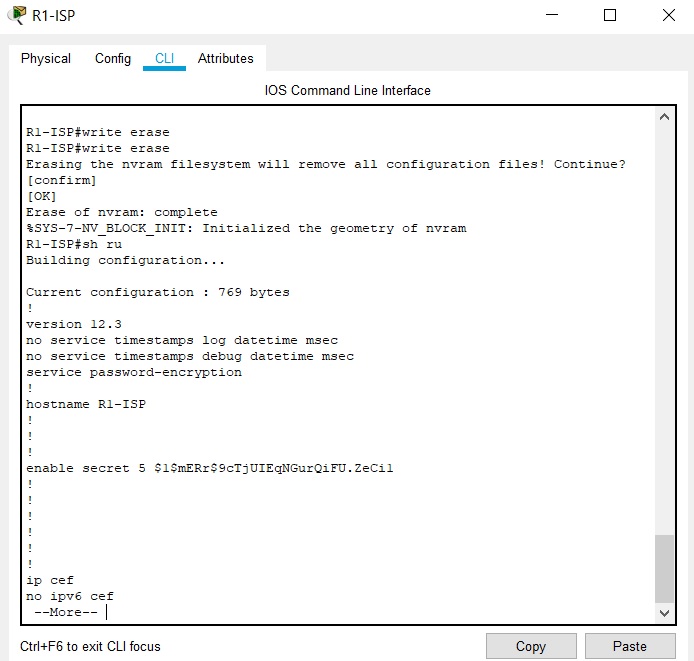 R1-ISP
Physical Config CLI Attributes
IOS Command Line Interface
R1-ISP#write erase
R1-ISP#write erase
Erasing the nvram filesystem will remove all configuration files! Continue?
[confirm]
[OK]
Erase of nvram: complete
%SYS-7-NV_BLOCK_INIT: Initialized the geometry of nvram
R1-ISP#sh ru
Building configuration...
Current configuration : 769 bytes
!
version 12.3
no service timestamps log datetime msec
no service timestamps debug datetime msec
service password-encryption
!
hostname R1-ISP
!
!
!
enable secret 5 $1$mERr$9cTjUIEqNGurQiFU.ZeCi1
!
!
!
!
!
!
ip cef
no ipv6 cef
--More--
Ctrl+F6 to exit CLI focus
Copy Paste